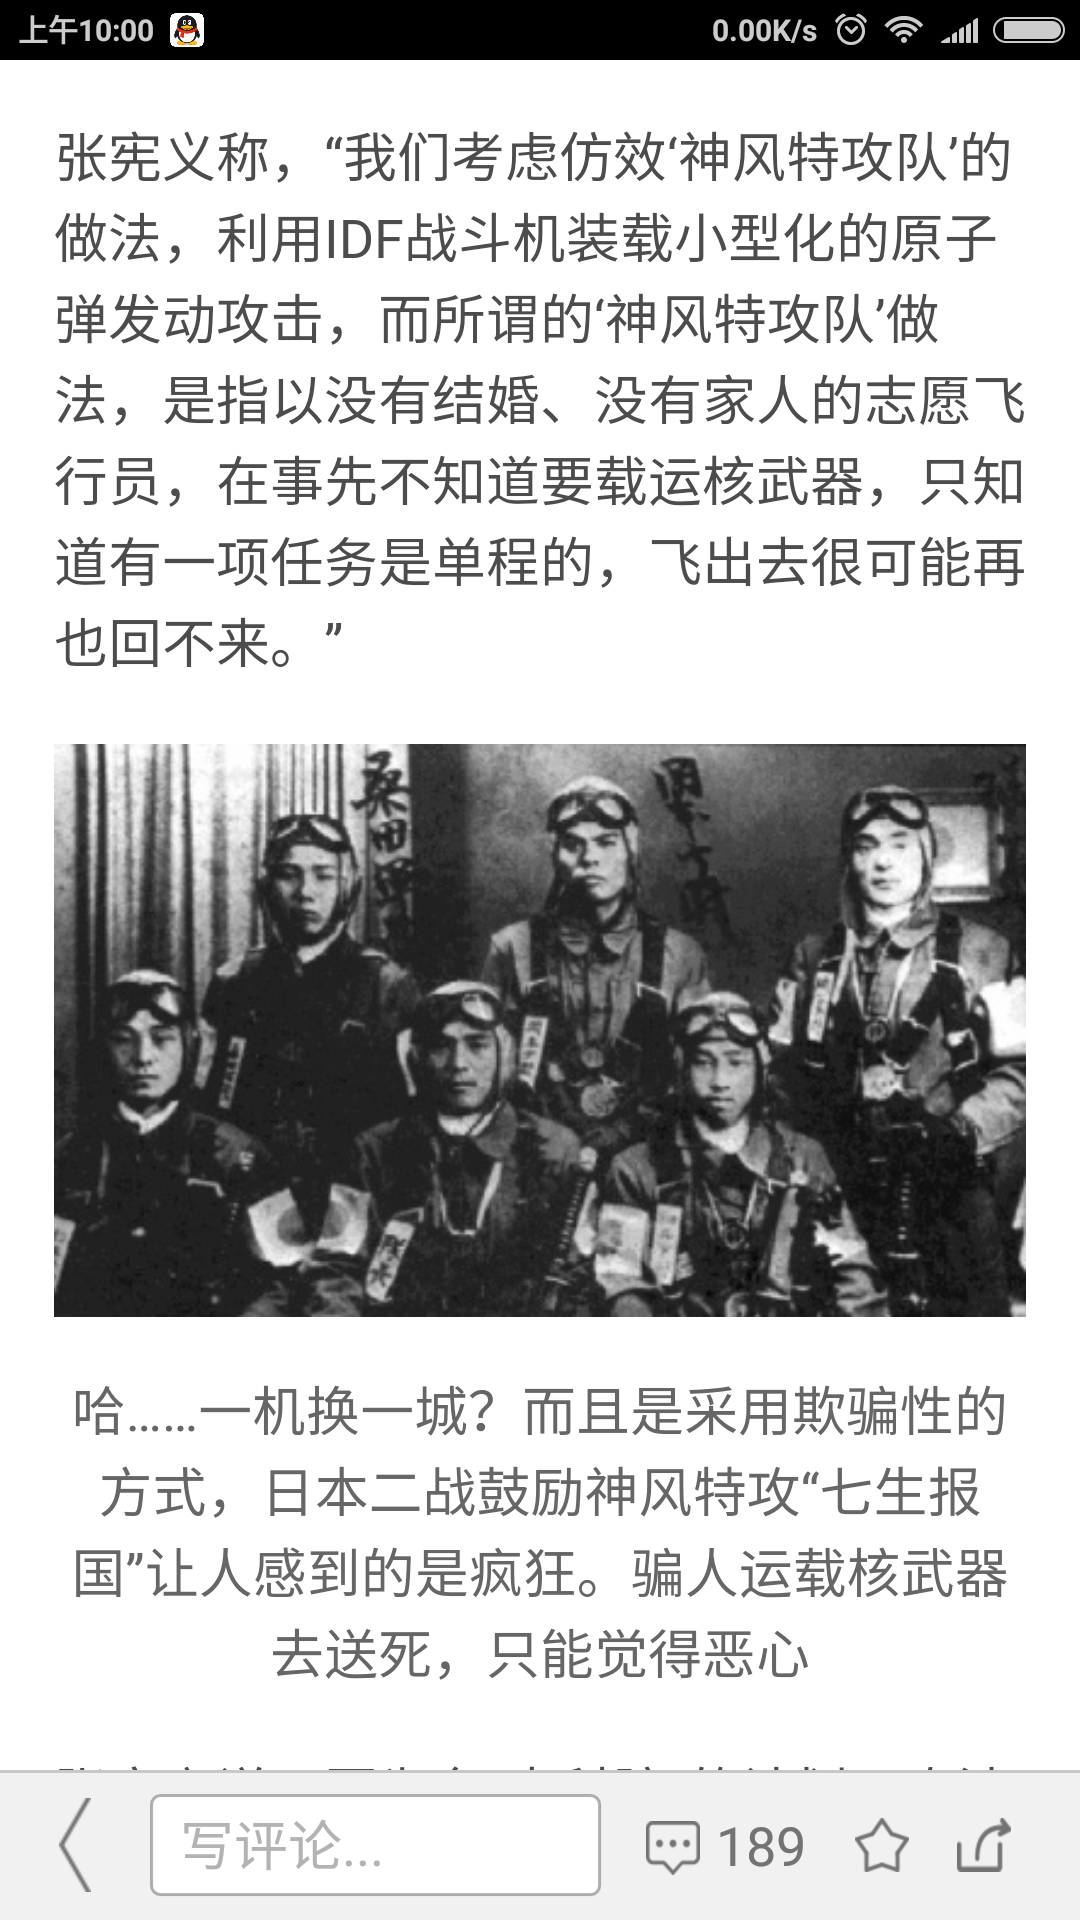 上午10:00
0.00K/s
张宪义称，“我们考虑仿效‘神风特攻队’的
做法，利用IDF战斗机装载小型化的原子
弹发动攻击，而所谓的‘神风特攻队’做
法，是指以没有结婚、没有家人的志愿飞
行员，在事先不知道要载运核武器，只知
道有一项任务是单程的，飞出去很可能再
也回不来。”
桑田
哈……一机换一城？而且是采用欺骗性的
方式，日本二战鼓励神风特攻“七生报
国”让人感到的是疯狂。骗人运载核武器
去送死，只能觉得恶心
写评论...
189